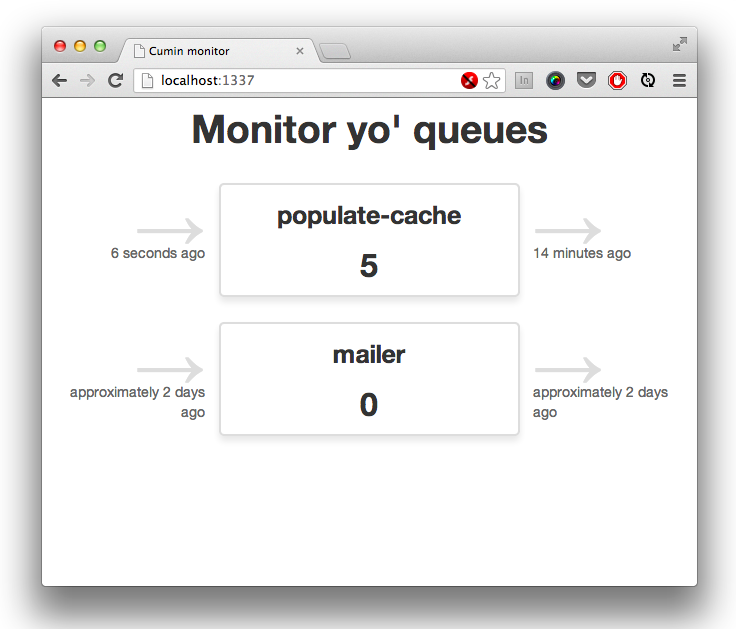 Cumin monitor
localhost:1337
In
Monitor yo' queues
populate-cache
5
6 seconds ago
14 minutes ago
mailer
0
approximately 2 days
ago
approximately 2 days
ago